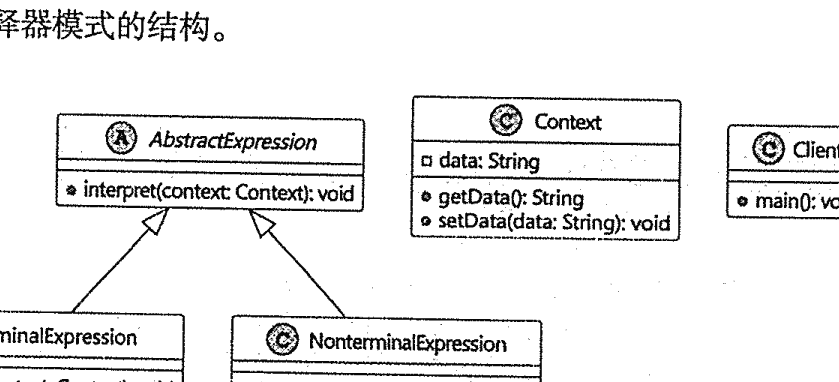 释器模式的结构。
A AbstractExpression
interpret(context: Context): void
C Context
data: String
getData(): String
setData(data: String): void
C Client
main():
minalExpression
C NonterminalExpression